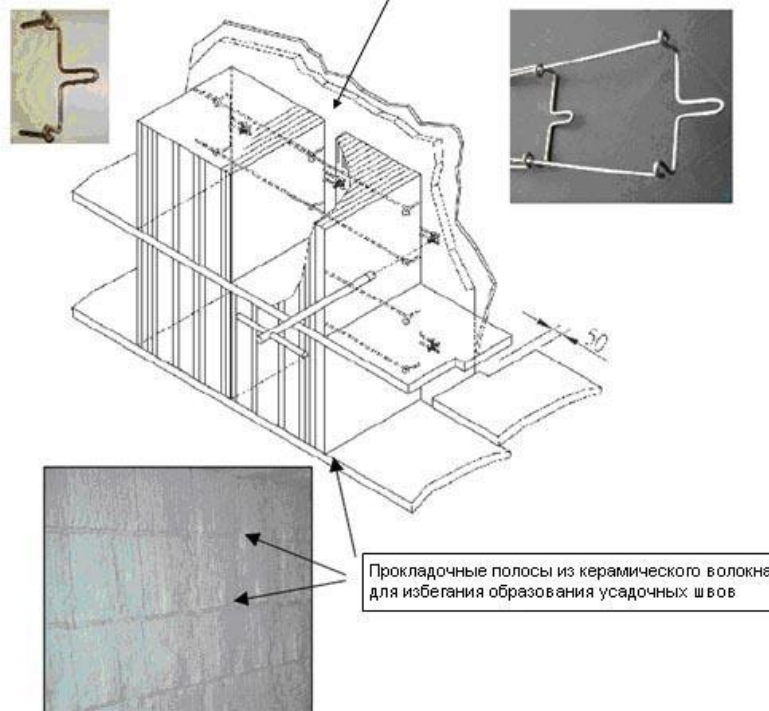 50
Прокладочные полосы из керамического волокна
для избегания образования усадочных швов